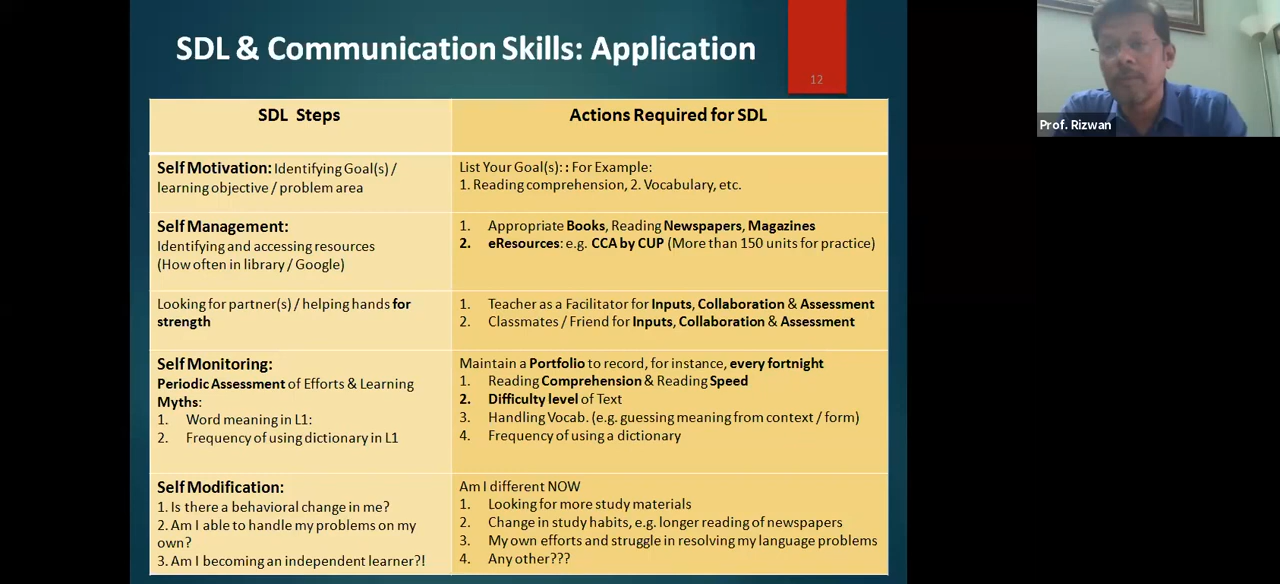 SDL & Communication Skills: Application
12
Prof. Rizwan
SDL Steps
Actions Required for SDL
Self Motivation: Identifying Goal(s) /
learning objective / problem area
List Your Goal(s): : For Example:
1. Reading comprehension, 2. Vocabulary, etc.
Self Management:
Identifying and accessing resources
(How often in library / Google)
1. Appropriate Books, Reading Newspapers, Magazines
2. eResources: e.g. CCA by CUP (More than 150 units for practice)
Looking for partner(s) / helping hands for
strength
1. Teacher as a Facilitator for Inputs, Collaboration & Assessment
2. Classmates / Friend for Inputs, Collaboration & Assessment
Self Monitoring:
Periodic Assessment of Efforts & Learning
Myths:
1. Word meaning in L1:
2. Frequency of using dictionary in L1
Maintain a Portfolio to record, for instance, every fortnight
1. Reading Comprehension & Reading Speed
2. Difficulty level of Text
3. Handling Vocab. (e.g. guessing meaning from context / form)
4. Frequency of using a dictionary
Self Modification:
1. Is there a behavioral change in me?
2. Am I able to handle my problems on my
own?
3. Am I becoming an independent learner?!
Am I different NOW
1. Looking for more study materials
2. Change in study habits, e.g. longer reading of newspapers
3. My own efforts and struggle in resolving my language problems
4. Any other???